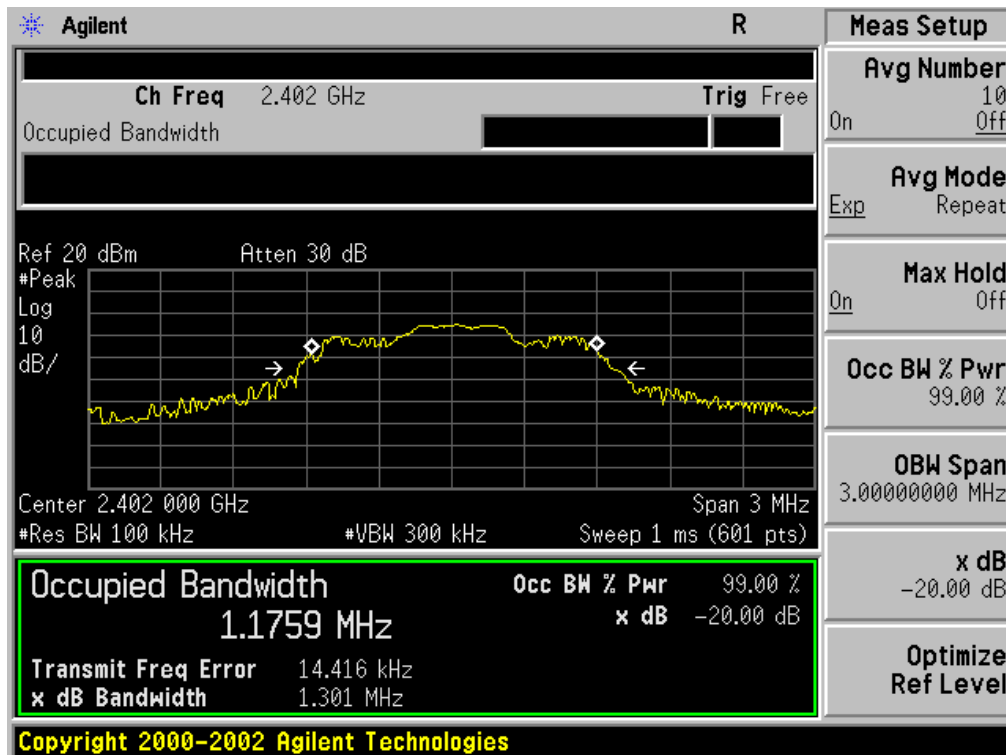 Agilent R
Ch Freq 2.402 GHz Trig Free
Occupied Bandwidth
Ref 20 dBm Atten 30 dB
#Peak
Log
10
dB/
Center 2.402 000 GHz Span 3 MHz
#Res BW 100 kHz #VBW 300 kHz Sweep 1 ms (601 pts)
Occupied Bandwidth Occ BW % Pwr 99.00 %
1.1759 MHz x dB -20.00 dB
Transmit Freq Error 14.416 kHz
x dB Bandwidth 1.301 MHz
Copyright 2000-2002 Agilent Technologies
Meas Setup
Avg Number
10
On Off
Avg Mode
Exp Repeat
Max Hold
On Off
Occ BW % Pwr
99.00 %
OBW Span
3.00000000 MHz
x dB
-20.00 dB
Optimize
Ref Level